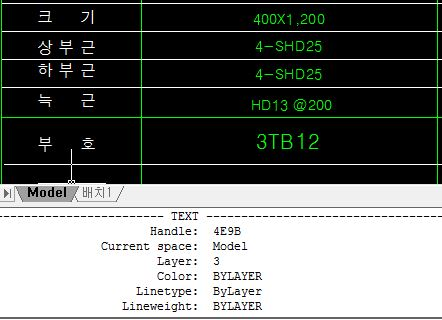 크 기 400X1,200
상 부 근 4-SHD25
하 부 근 4-SHD25
늑 근 HD13 @200
부 호 3TB12
Model 배치1
TEXT
Handle: 4E9B
Current space: Model
Layer: 3
Color: BYLAYER
Linetype: ByLayer
Lineweight: BYLAYER